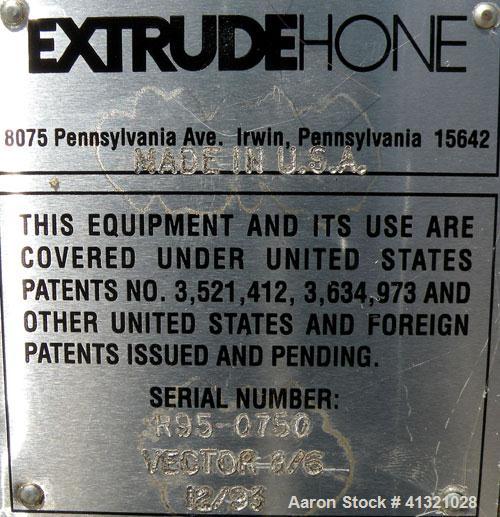 EXTRUDEHONE
8075 Pennsylvania Ave. Irwin, Pennsylvania 15642
MADE IN U.S.A.
THIS EQUIPMENT AND ITS USE ARE
COVERED UNDER UNITED STATES
PATENTS NO. 3,521,412, 3,634,973 AND
OTHER UNITED STATES AND FOREIGN
PATENTS ISSUED AND PENDING.
SERIAL NUMBER:
R95-0750
VECTOR
Aaron Stock # 41321028